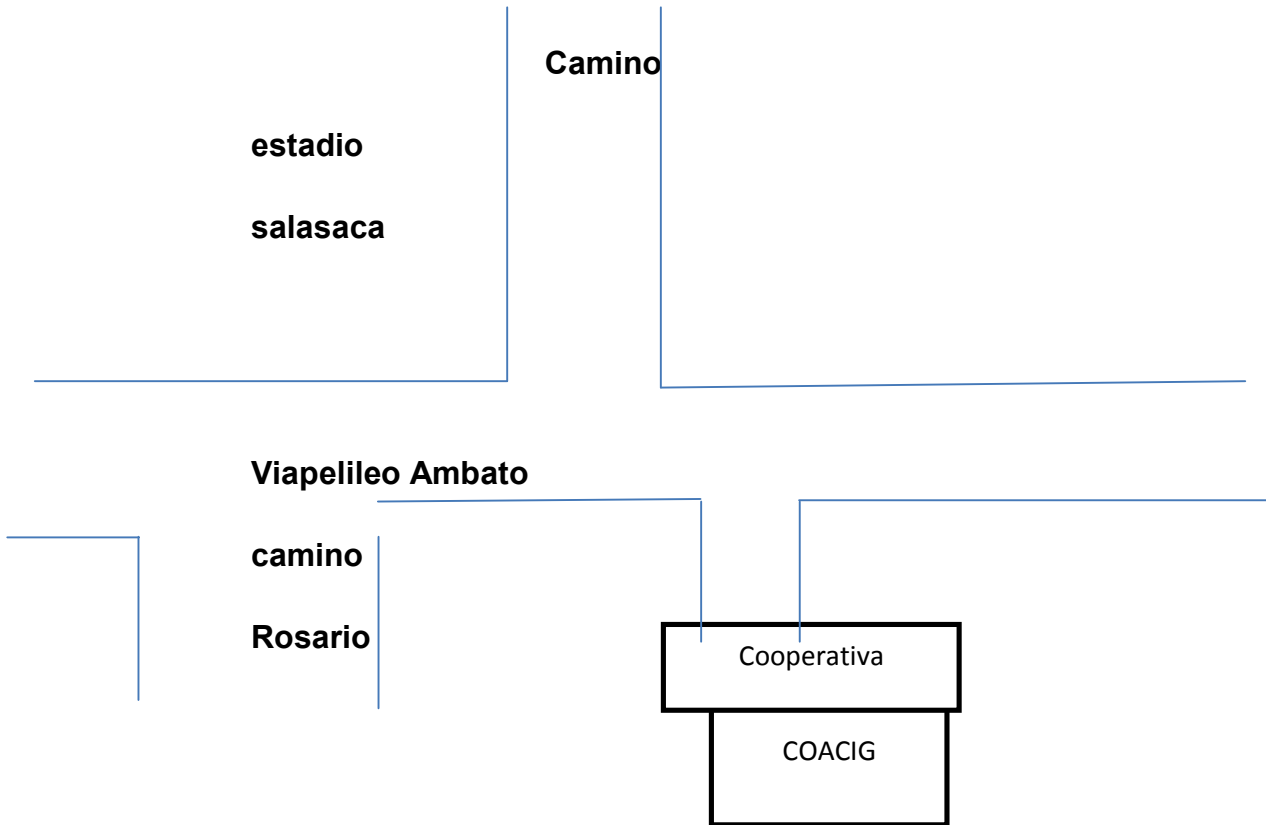 Camino
estadio
salasaca
Viapelileo Ambato
camino
Rosario
Cooperativa
COACIG